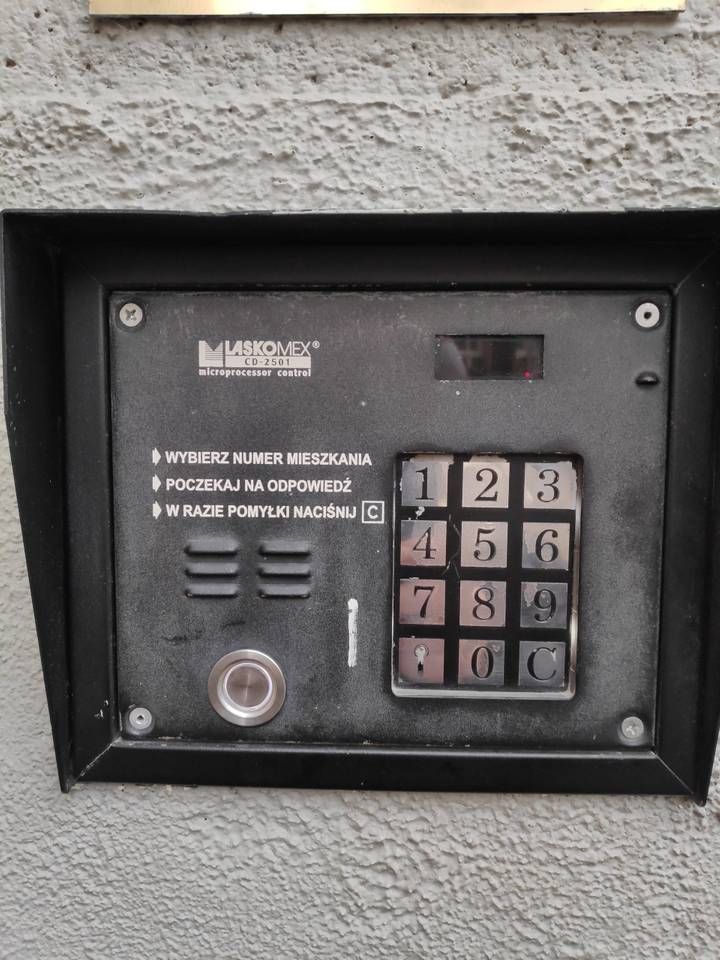 LASKOMEX®
CD-2501
microprocessor control
WYBIERZ NUMER MIESZKANIA
POCZEKAJ NA ODPOWIEDŹ
W RAZIE POMYŁKI NACIŚNIJ C
1 2 3
4 5 6
7 8 9
0 C